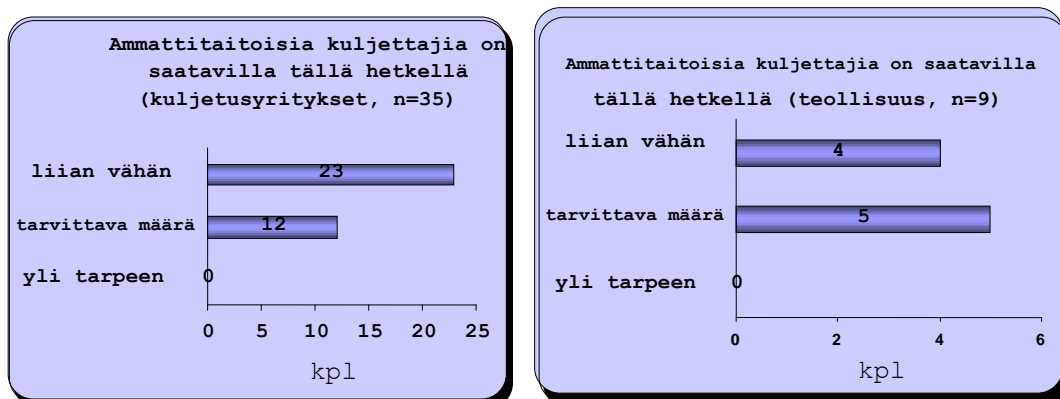 Ammattitaitoisia kuljettajia on
saatavilla tällä hetkellä
(kuljetusyritykset, n=35)
liian vähän
23
tarvittava määrä
12
yli tarpeen
0
0 5 10 15 20 25
kpl
Ammattitaitoisia kuljettajia on saatavilla
tällä hetkellä (teollisuus, n=9)
liian vähän
4
tarvittava määrä
5
yli tarpeen
0
0 2 4 6
kpl